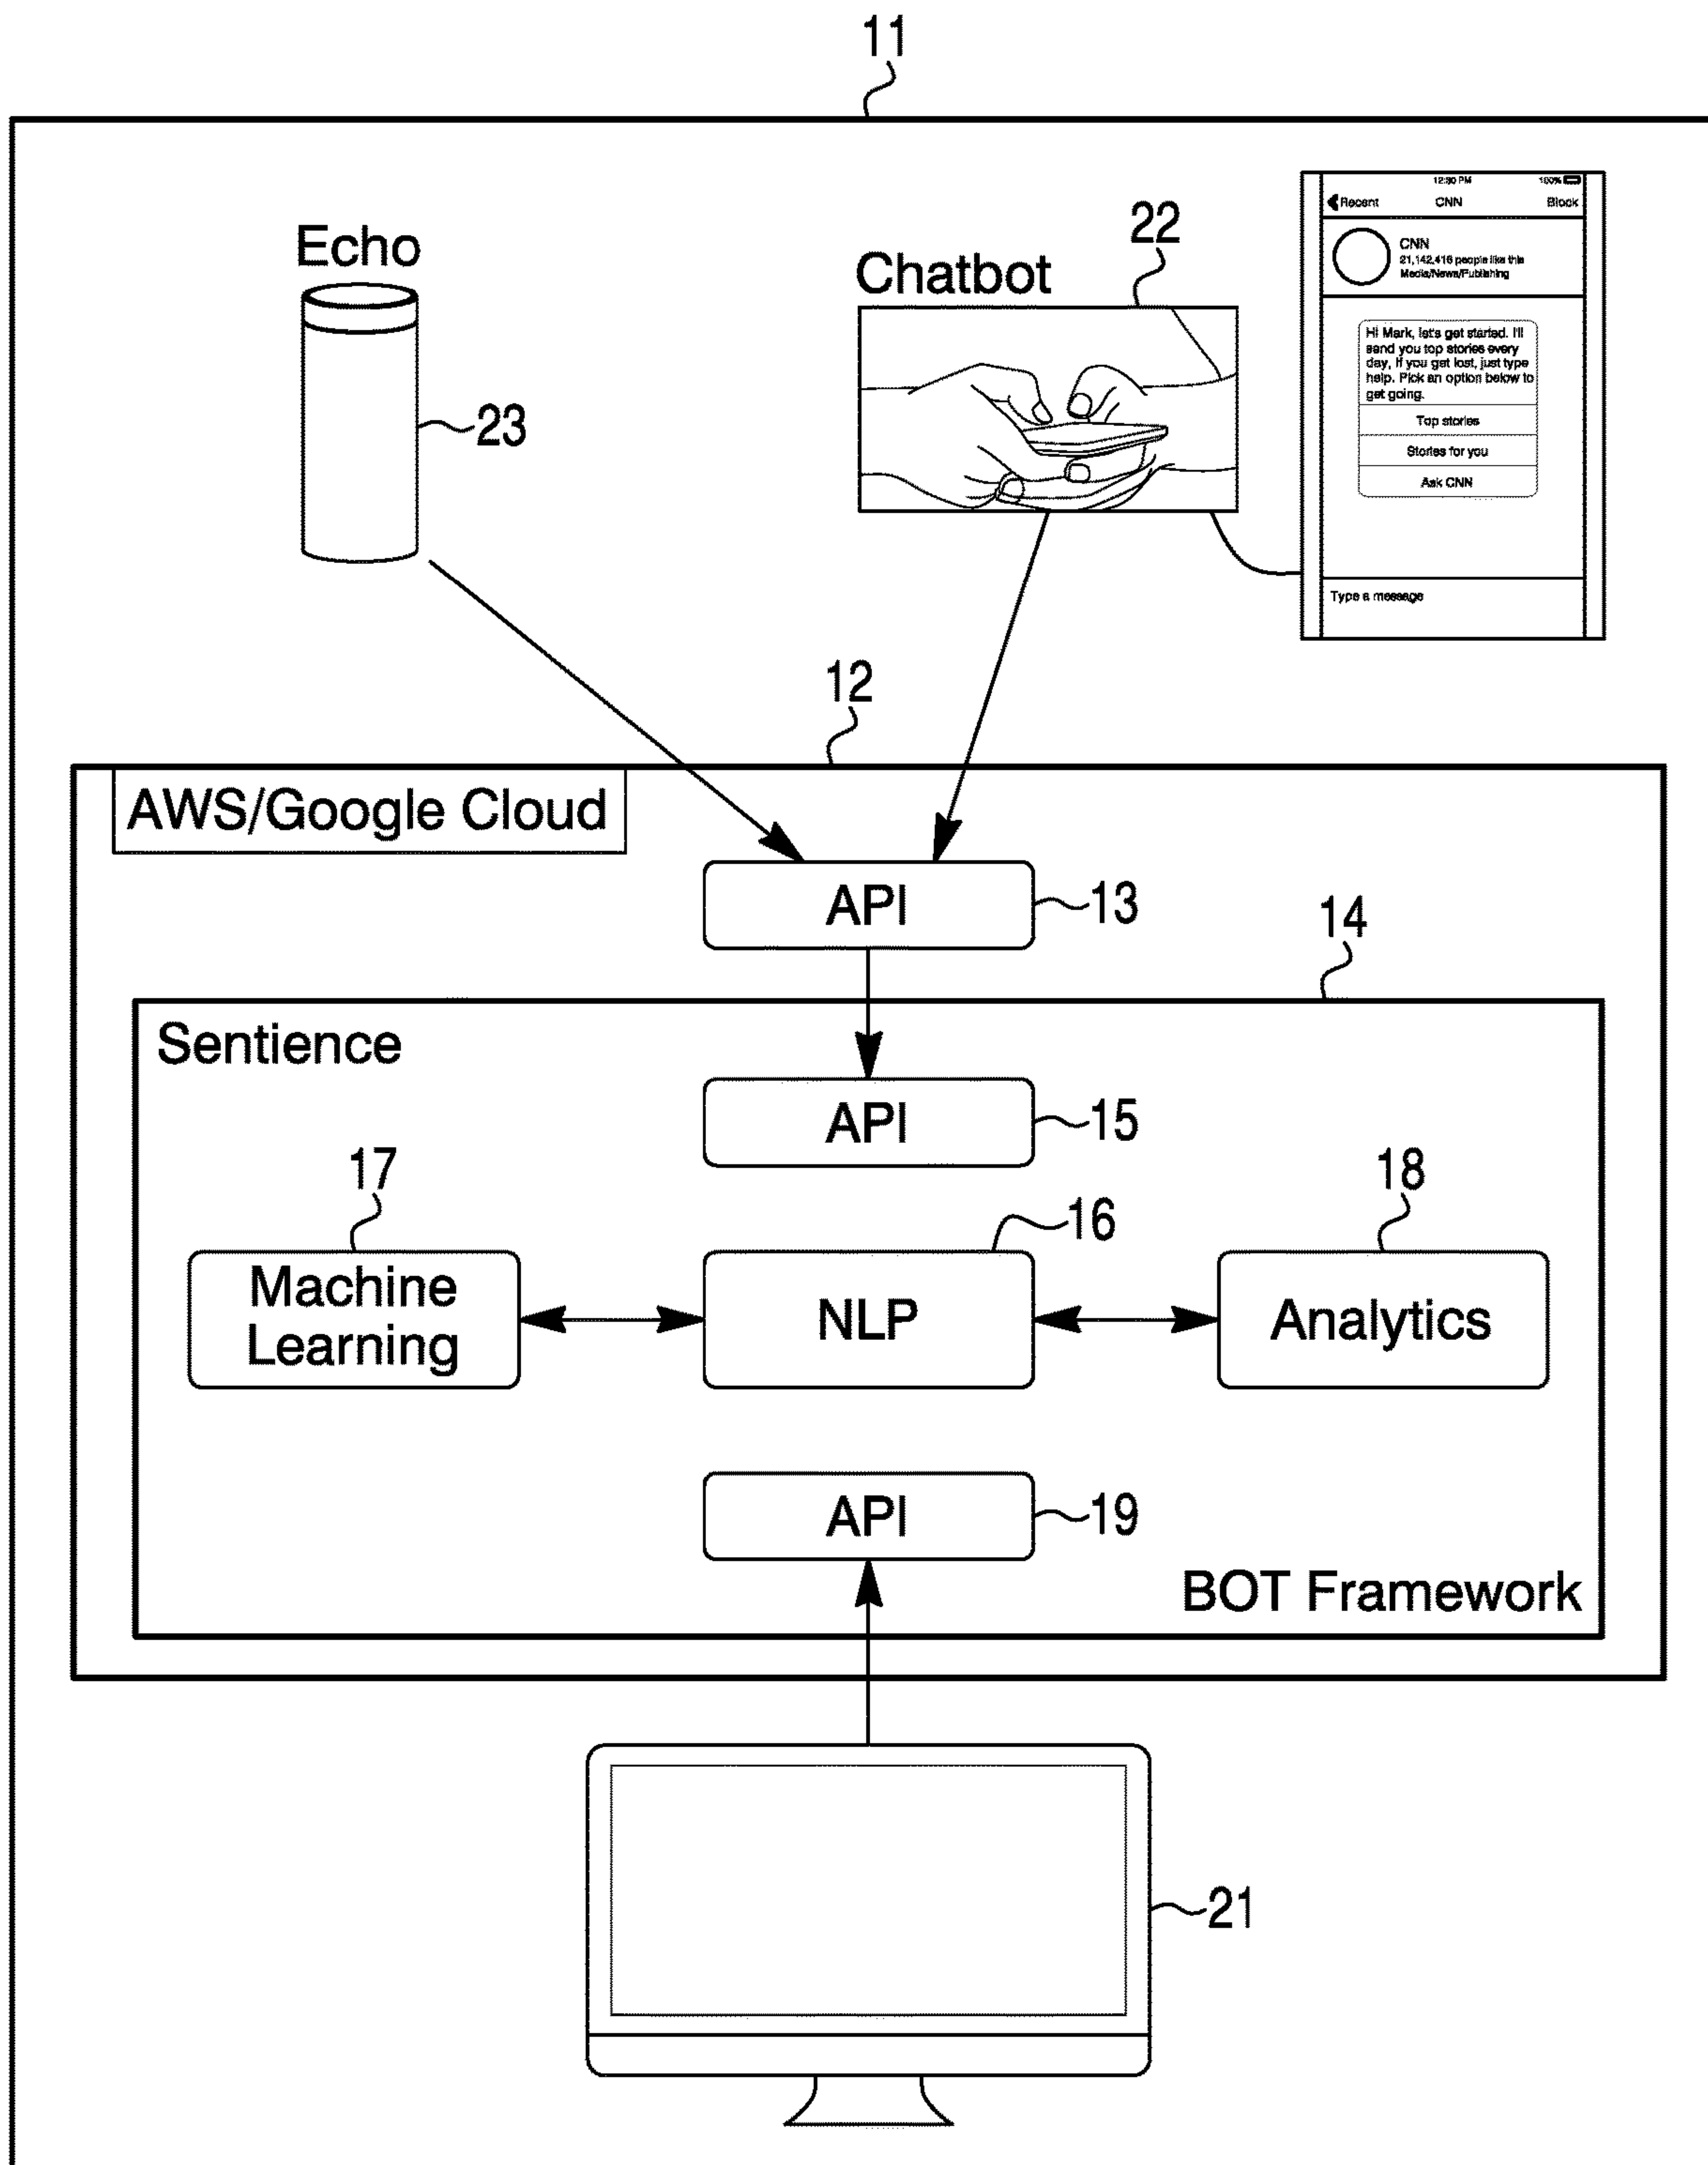 11
12:30 PM
100%
Recent
CNN
Block
22
Echo
Chatbot
CNN
21,142,416 people like this
Media/News/Publishing
Hi Mark, let's get started. I'll
send you top stories every
day, If you get lost, just type
help. Pick an option below to
get going.
23
Top stories
Stories for you
Ask CNN
Type a message
12
AWS/Google Cloud
API
13
14
Sentience
API
15
17
18
16
Machine
Learning
NLP
Analytics
API
19
BOT Framework
21